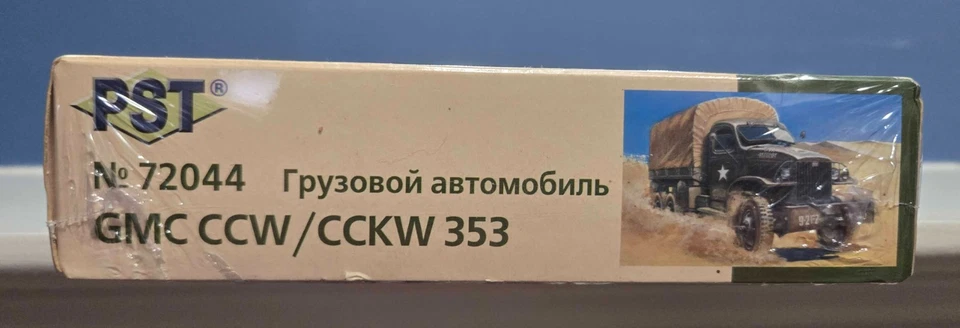 PST®
№ 72044 Грузовой автомобиль
GMC CCW/CCKW 353